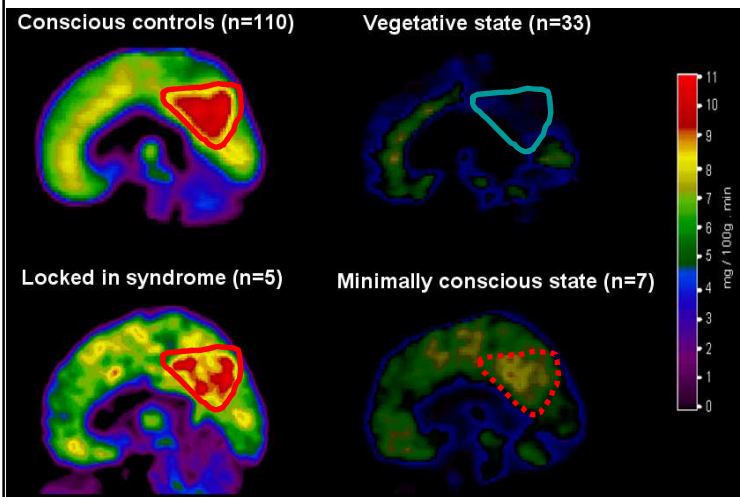 Conscious controls (n=110)
Vegetative state (n=33)
11
10
9
8
7
6
5
4
3
2
1
0
mg / 100g . min
Locked in syndrome (n=5)
Minimally conscious state (n=7)